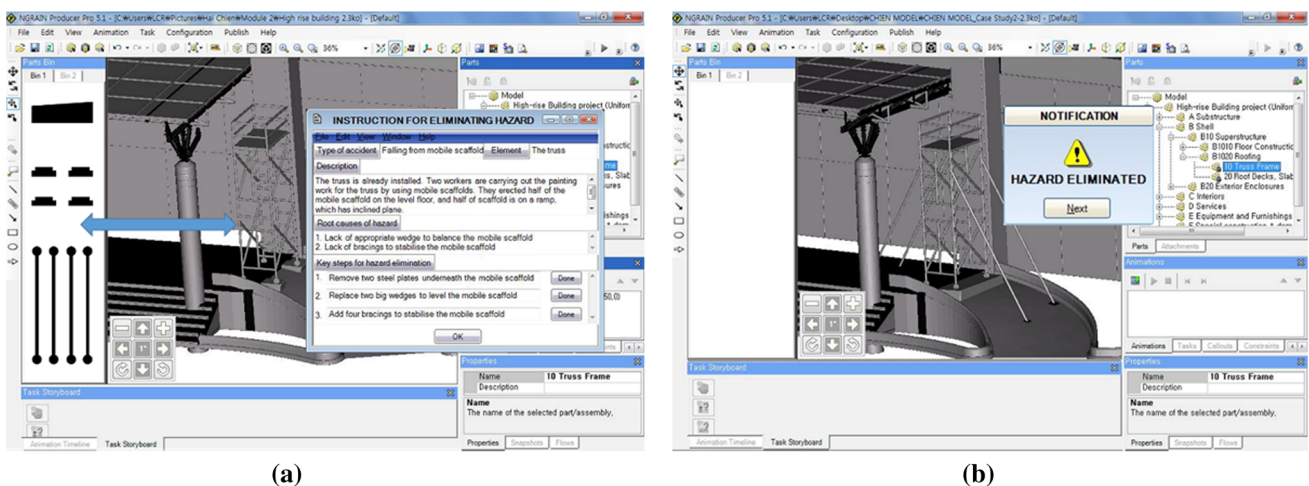 NGRAIN Producer Pro 5.1 - [C:₩Users₩LCR₩Pictures₩Hai Chien₩Module 2₩High rise building 2.3ko] - [Default]
File Edit View Animation Task Configuration Publish Help
36%
Parts Bin
Bin 1 Bin 2
Parts
Model
High-rise Building project (Unifor
INSTRUCTION FOR ELIMINATING HAZARD
File Edit View Window Help
Type of accident Falling from mobile scaffold Element The truss
Description
The truss is already installed. Two workers are carrying out the painting
work for the truss by using mobile scaffolds. They erected half of the
mobile scaffold on the level floor, and half of scaffold is on a ramp,
which has inclined plane.
Root causes of hazard
1. Lack of appropriate wedge to balance the mobile scaffold
2. Lack of bracings to stabilise the mobile scaffold
Key steps for hazard elimination
1. Remove two steel plates underneath the mobile scaffold Done
2. Replace two big wedges to level the mobile scaffold Done
3. Add four bracings to stabilise the mobile scaffold Done
OK
1°
Properties
Name 10 Truss Frame
Description
Name
The name of the selected part/assembly,
Properties Snapshots Flows
Task Storyboard
Animation Timeline Task Storyboard
(a)
NGRAIN Producer Pro 5.1 - [C:₩Users₩LCR₩Desktop₩CHIEN MODEL₩CHIEN MODEL_Case Study2-2.3ko] - [Default]
File Edit View Animation Task Configuration Publish Help
36%
Parts Bin
Bin 1 Bin 2
Parts
Model
High-rise Building project (Unifor
A Substructure
B Shell
B10 Superstructure
B1010 Floor Constructic
B1020 Roofing
10 Truss Frame
20 Roof Decks, Slab
B20 Exterior Enclosures
C Interiors
D Services
E Equipment and Furnishings
Parts Attachments
NOTIFICATION
HAZARD ELIMINATED
Next
Animations
Animations Tasks Callouts Constraints
1°
Properties
Name 10 Truss Frame
Description
Name
The name of the selected part/assembly,
Properties Snapshots Flows
Task Storyboard
Animation Timeline Task Storyboard
(b)